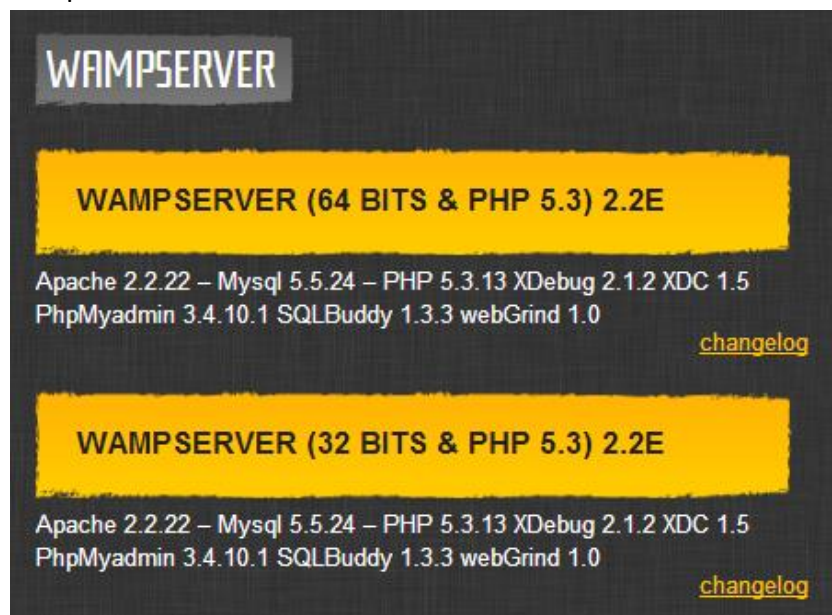 WAMPSERVER
WAMPSERVER (64 BITS & PHP 5.3) 2.2E
Apache 2.2.22 – Mysql 5.5.24 – PHP 5.3.13 XDebug 2.1.2 XDC 1.5
PhpMyadmin 3.4.10.1 SQLBuddy 1.3.3 webGrind 1.0
changelog
WAMPSERVER (32 BITS & PHP 5.3) 2.2E
Apache 2.2.22 – Mysql 5.5.24 – PHP 5.3.13 XDebug 2.1.2 XDC 1.5
PhpMyadmin 3.4.10.1 SQLBuddy 1.3.3 webGrind 1.0
changelog